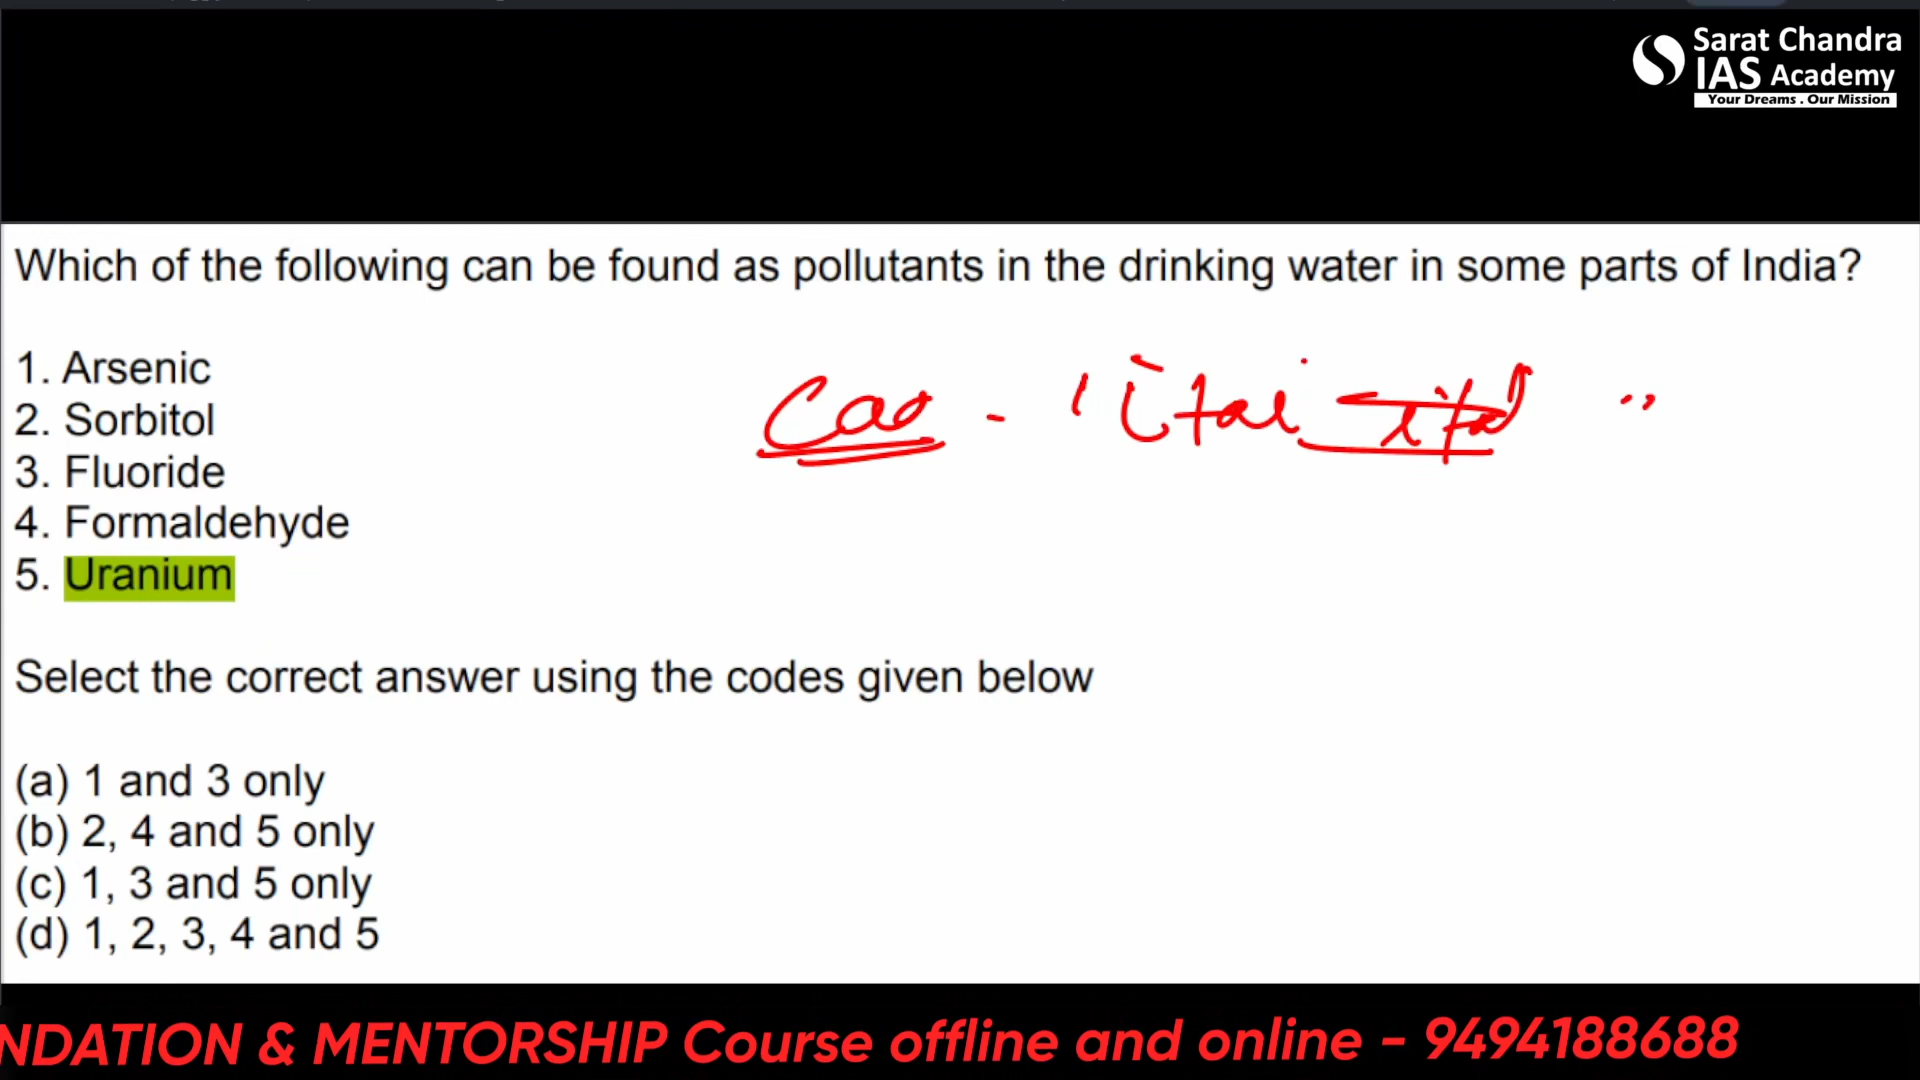 Sarat Chandra
IAS Academy
Your Dreams . Our Mission
Which of the following can be found as pollutants in the drinking water in some parts of India?
1. Arsenic
2. Sorbitol
3. Fluoride
4. Formaldehyde
5. Uranium
- "Itai itai"
Select the correct answer using the codes given below
(a) 1 and 3 only
(b) 2, 4 and 5 only
(c) 1, 3 and 5 only
(d) 1, 2, 3, 4 and 5
NDATION & MENTORSHIP Course offline and online - 9494188688